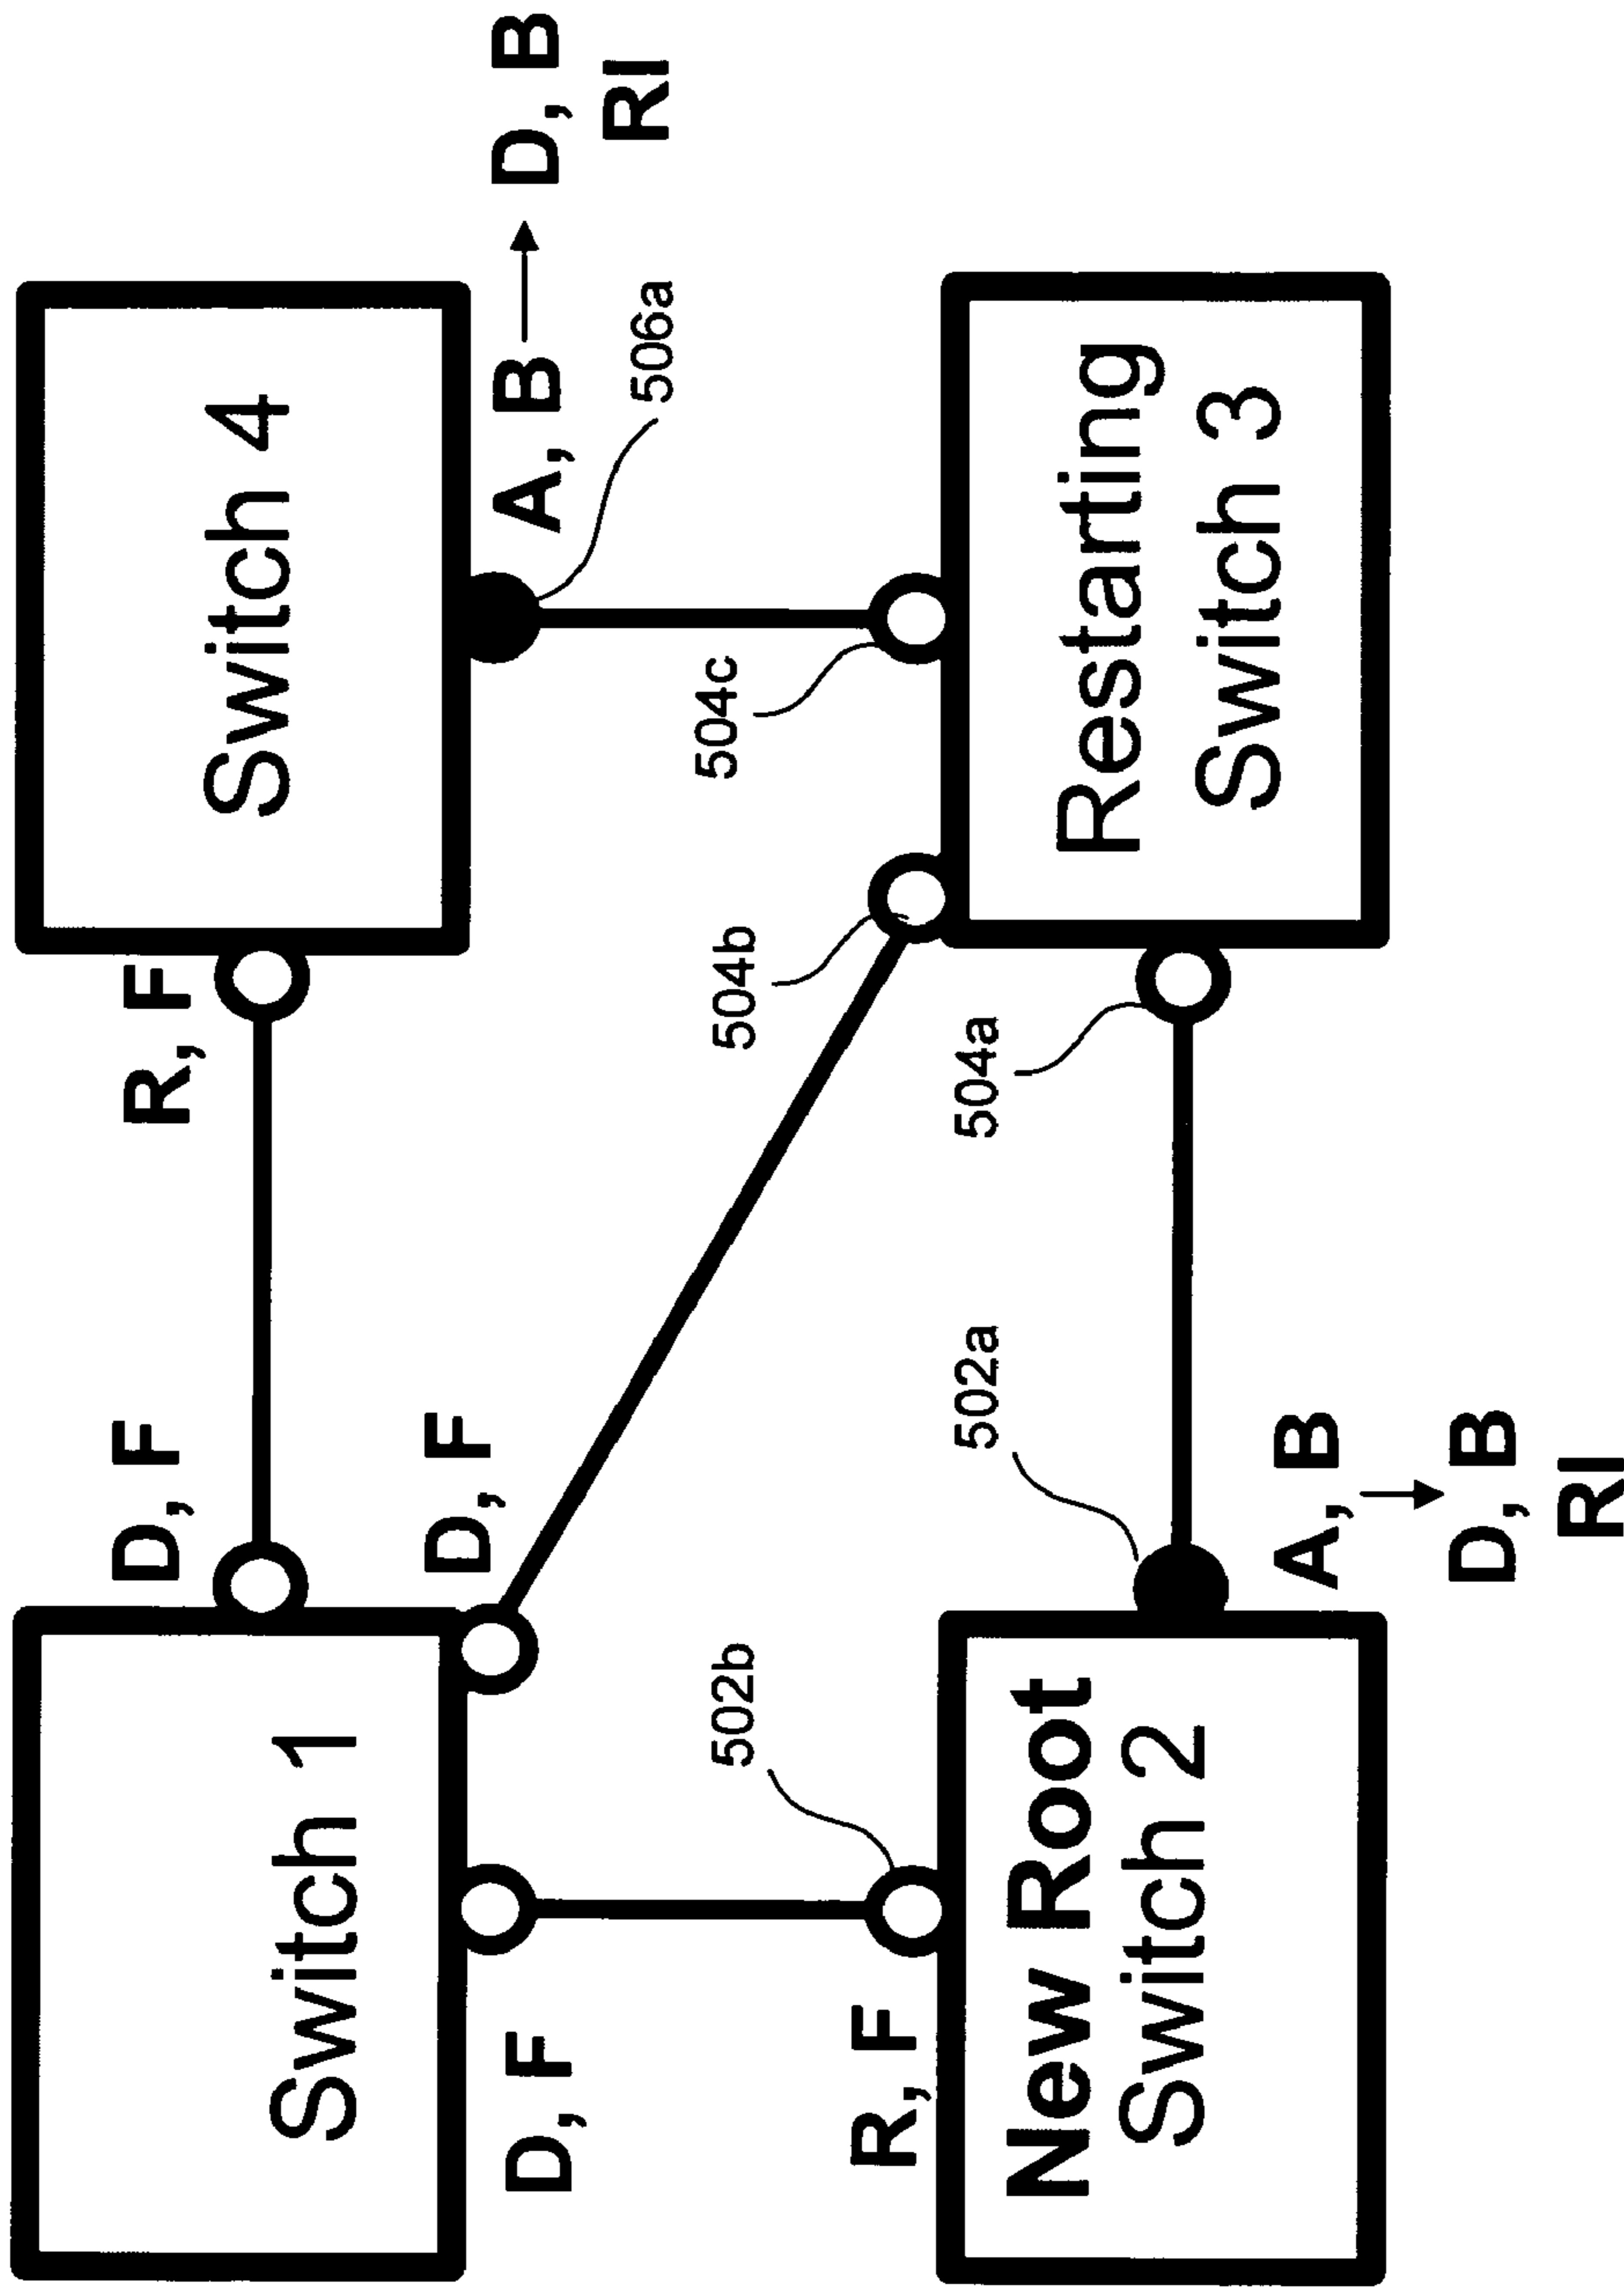 D, F
R, F
Switch 1
Switch 4
D, F
D, F
A, B → D, B
RI
506a
502b
504b
504c
R, F
502a
504a
New Root
Switch 2
Restarting
Switch 3
A, B
D, B
RI